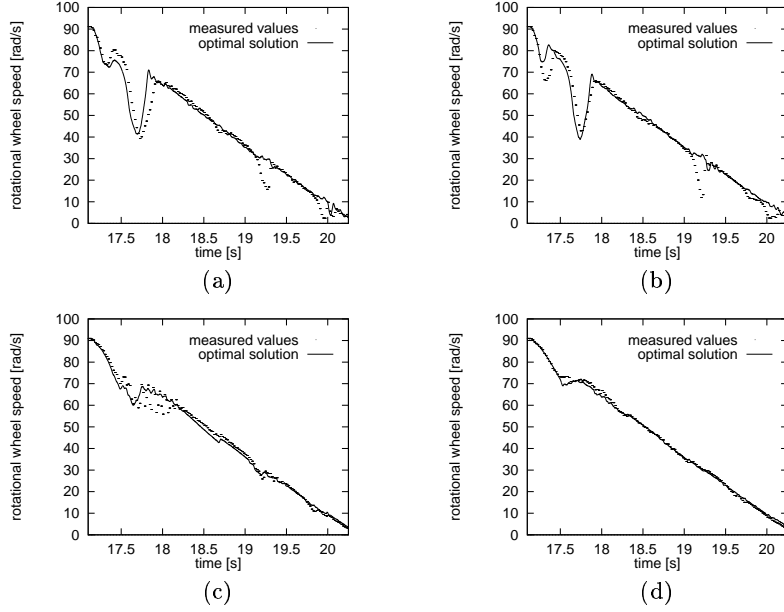 rotational wheel speed [rad/s]
100
90
80
70
60
50
40
30
20
10
0
measured values
optimal solution
17.5 18 18.5 19 19.5 20
time [s]
(a)
rotational wheel speed [rad/s]
100
90
80
70
60
50
40
30
20
10
0
measured values
optimal solution
17.5 18 18.5 19 19.5 20
time [s]
(b)
rotational wheel speed [rad/s]
100
90
80
70
60
50
40
30
20
10
0
measured values
optimal solution
17.5 18 18.5 19 19.5 20
time [s]
(c)
rotational wheel speed [rad/s]
100
90
80
70
60
50
40
30
20
10
0
measured values
optimal solution
17.5 18 18.5 19 19.5 20
time [s]
(d)